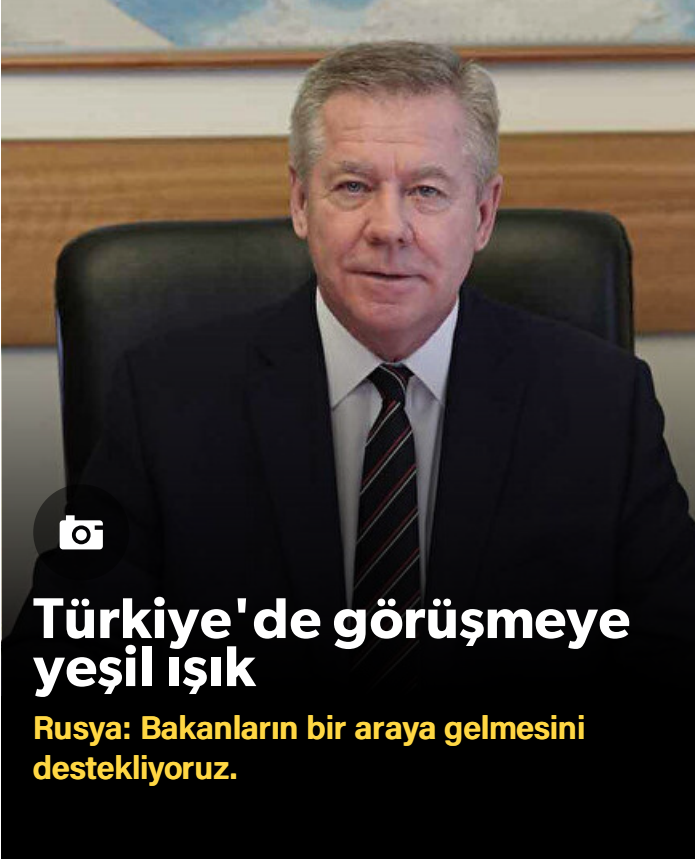 Türkiye'de görüşmeye
yeşil ışık
Rusya: Bakanların bir araya gelmesini
destekliyoruz.